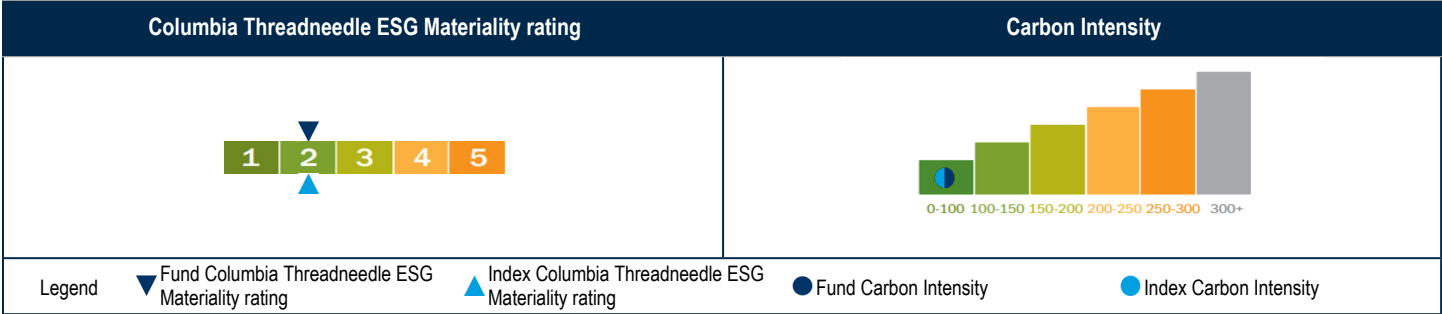 Columbia Threadneedle ESG Materiality rating
Carbon Intensity
1 2 3 4 5
0-100 100-150 150-200 200-250 250-300 300+
Legend
Fund Columbia Threadneedle ESG
Materiality rating
Index Columbia Threadneedle ESG
Materiality rating
Fund Carbon Intensity
Index Carbon Intensity